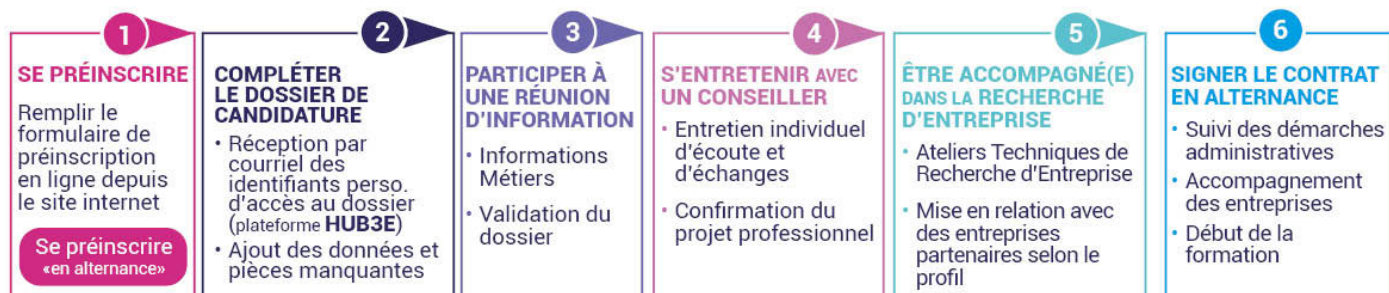 1
SE PRÉINSCRIRE
Remplir le
formulaire de
préinscription
en ligne depuis
le site internet
Se préinscrire
«en alternance»
2
COMPLÉTER
LE DOSSIER DE
CANDIDATURE
• Réception par
courriel des
identifiants perso.
d'accès au dossier
(plateforme HUB3E)
• Ajout des données et
pièces manquantes
3
PARTICIPER À
UNE RÉUNION
D'INFORMATION
• Informations
Métiers
• Validation du
dossier
4
S'ENTRETENIR AVEC
UN CONSEILLER
• Entretien individuel
d'écoute et
d'échanges
• Confirmation du
projet professionnel
5
ÊTRE ACCOMPAGNÉ(E)
DANS LA RECHERCHE
D'ENTREPRISE
• Ateliers Techniques de
Recherche d'Entreprise
• Mise en relation avec
des entreprises
partenaires selon le
profil
6
SIGNER LE CONTRAT
EN ALTERNANCE
• Suivi des démarches
administratives
• Accompagnement
des entreprises
• Début de la
formation